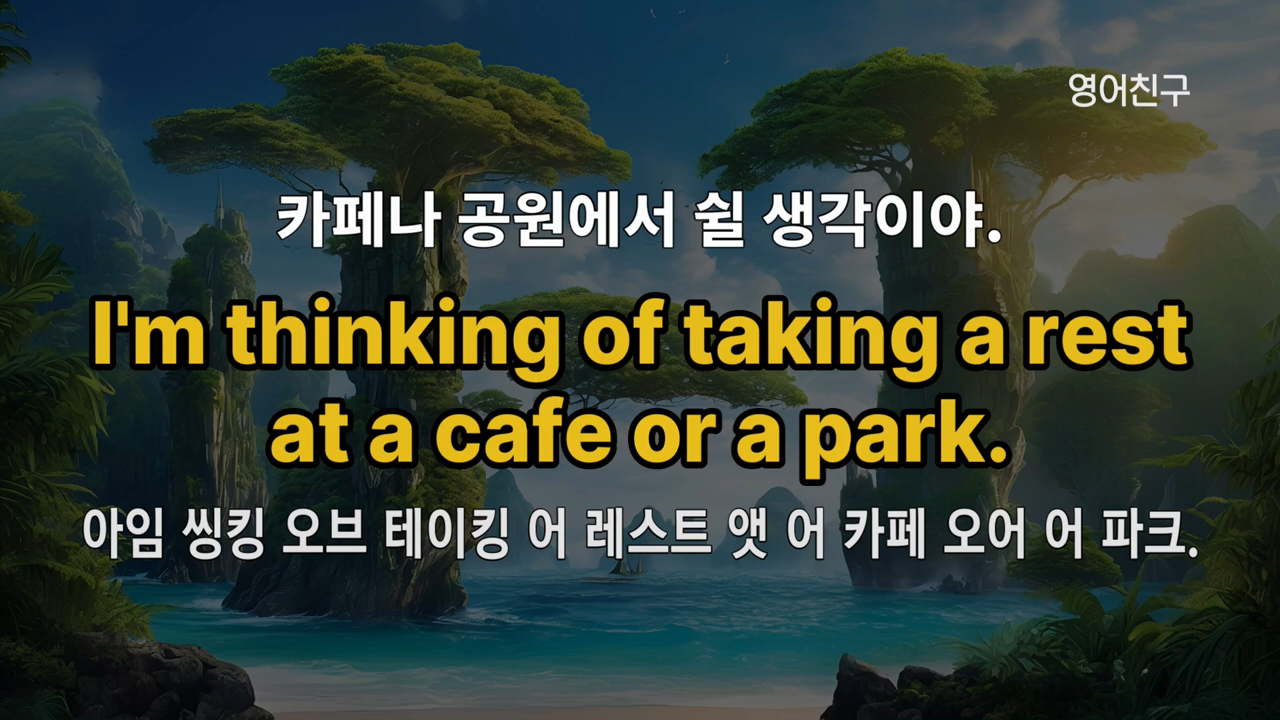 영어친구
카페나 공원에서 쉴 생각이야.
I'm thinking of taking a rest
at a cafe or a park.
아임 씽킹 오브 테이킹 어 레스트 앳 어 카페 오어 어 파크.